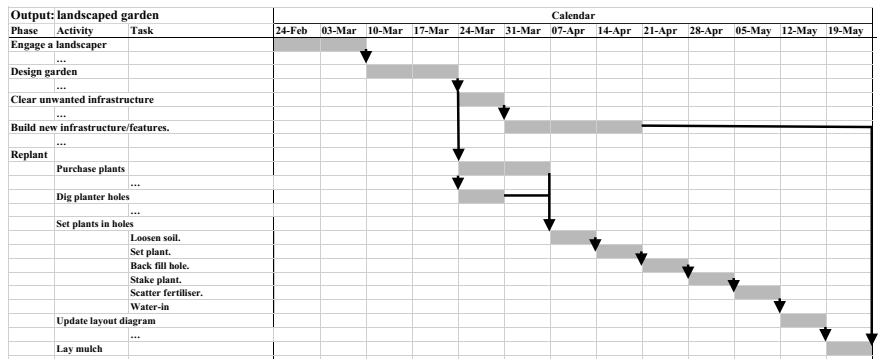 Output: landscaped garden Calendar
Phase Activity Task 24-Feb 03-Mar 10-Mar 17-Mar 24-Mar 31-Mar 07-Apr 14-Apr 21-Apr 28-Apr 05-May 12-May 19-May
Engage a landscaper
...
Design garden
...
Clear unwanted infrastructure
...
Build new infrastructure/features.
...
Replant
Purchase plants
...
Dig planter holes
...
Set plants in holes
Loosen soil.
Set plant.
Back fill hole.
Stake plant.
Scatter fertiliser.
Water-in
Update layout diagram
...
Lay mulch